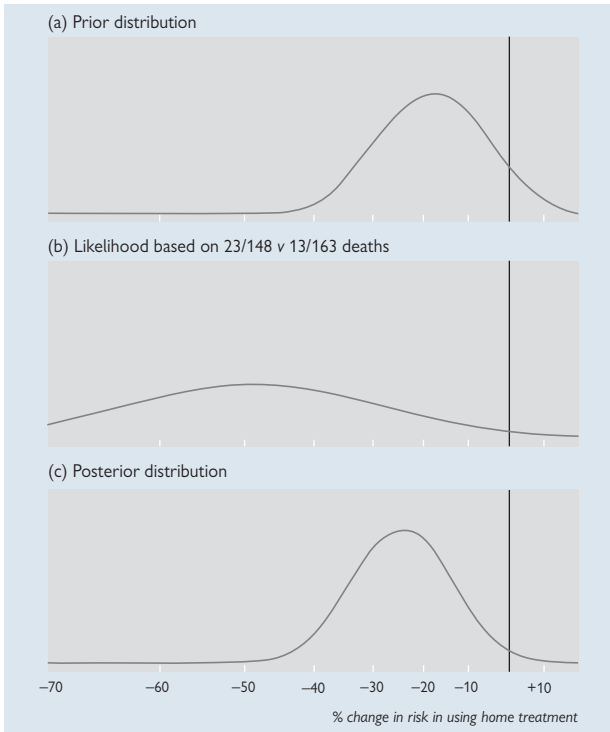 (a) Prior distribution
(b) Likelihood based on 23/148 v 13/163 deaths
(c) Posterior distribution
–70 –60 –50 –40 –30 –20 –10 +10
% change in risk in using home treatment